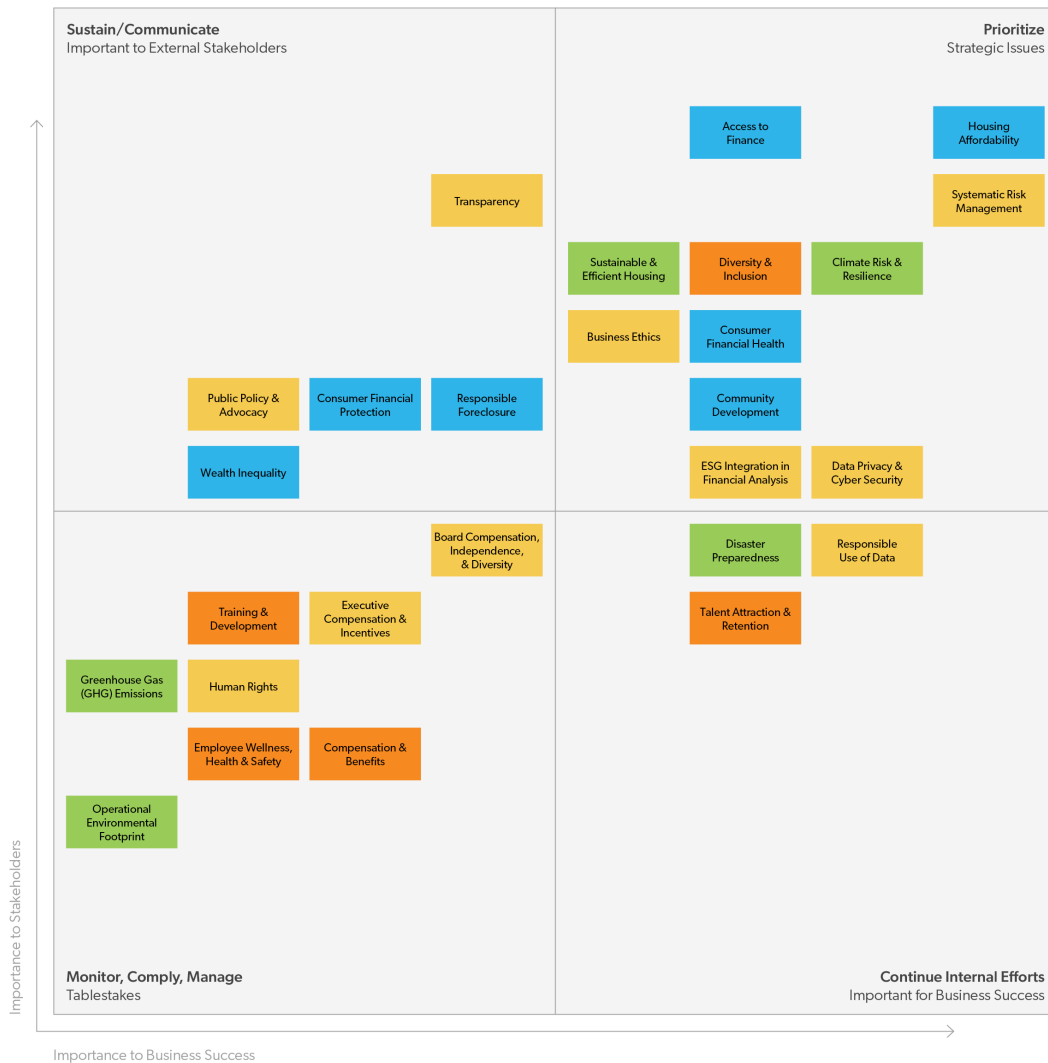 Sustain/Communicate
Important to External Stakeholders
Prioritize
Strategic Issues
Access to
Finance
Housing
Affordability
Transparency
Systematic Risk
Management
Sustainable &
Efficient Housing
Diversity &
Inclusion
Climate Risk &
Resilience
Business Ethics
Consumer
Financial Health
Public Policy &
Advocacy
Consumer Financial
Protection
Responsible
Foreclosure
Community
Development
Wealth Inequality
ESG Integration in
Financial Analysis
Data Privacy &
Cyber Security
Board Compensation,
Independence,
& Diversity
Disaster
Preparedness
Responsible
Use of Data
Training &
Development
Executive
Compensation &
Incentives
Talent Attraction &
Retention
Greenhouse Gas
(GHG) Emissions
Human Rights
Employee Wellness,
Health & Safety
Compensation &
Benefits
Operational
Environmental
Footprint
Monitor, Comply, Manage
Tablestakes
Continue Internal Efforts
Important for Business Success
Importance to Stakeholders
Importance to Business Success